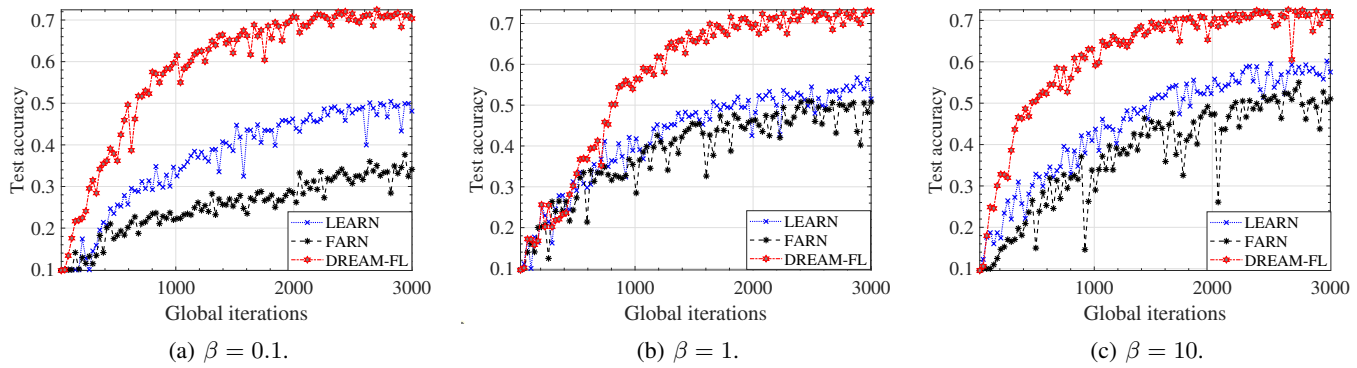 0.7
0.6
0.5
0.4
0.3
0.2
0.1
Test accuracy
1000 2000 3000
Global iterations
LEARN
FARN
DREAM-FL
(a) β = 0.1.
0.7
0.6
0.5
0.4
0.3
0.2
0.1
Test accuracy
1000 2000 3000
Global iterations
LEARN
FARN
DREAM-FL
(b) β = 1.
0.7
0.6
0.5
0.4
0.3
0.2
0.1
Test accuracy
1000 2000 3000
Global iterations
LEARN
FARN
DREAM-FL
(c) β = 10.